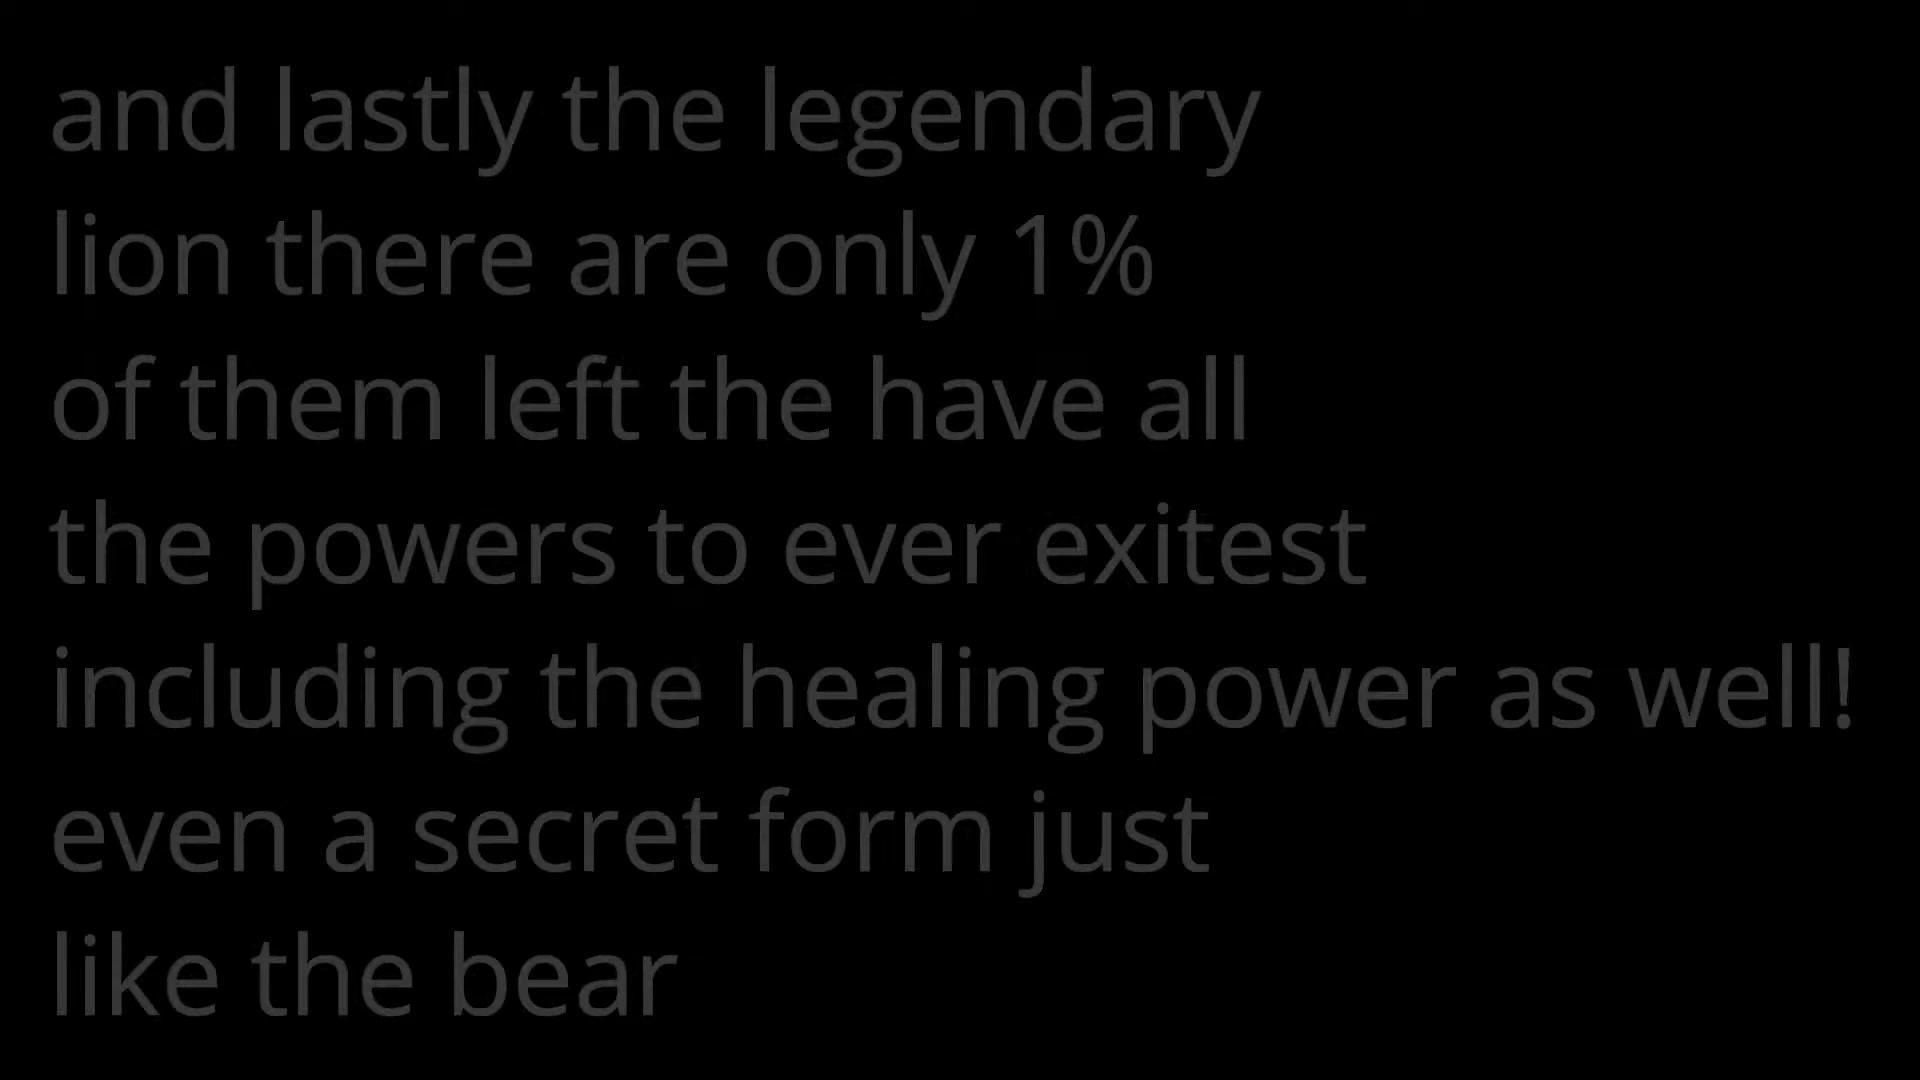 and lastly the legendary
lion there are only 1%
of them left the have all
the powers to ever exitest
including the healing power as well!
even a secret form just
like the bear